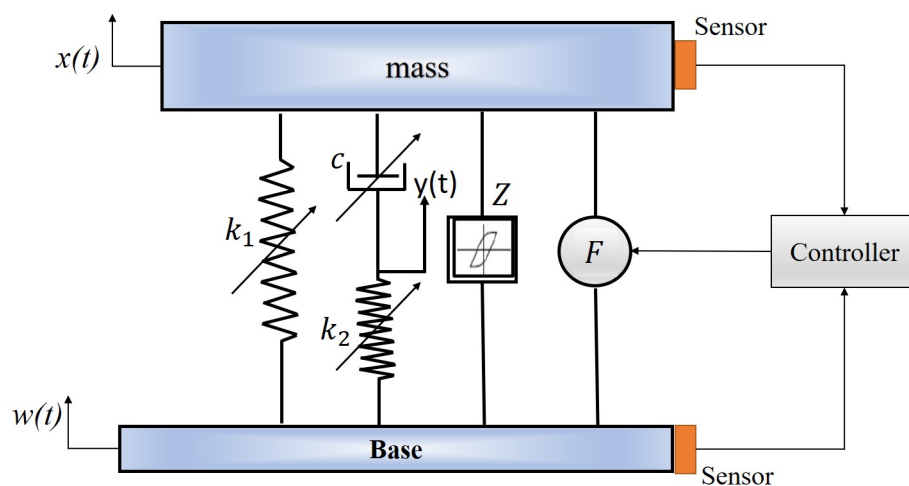 Sensor
x(t)
mass
c
y(t)
Z
k₁
F
Controller
k₂
w(t)
Base
Sensor